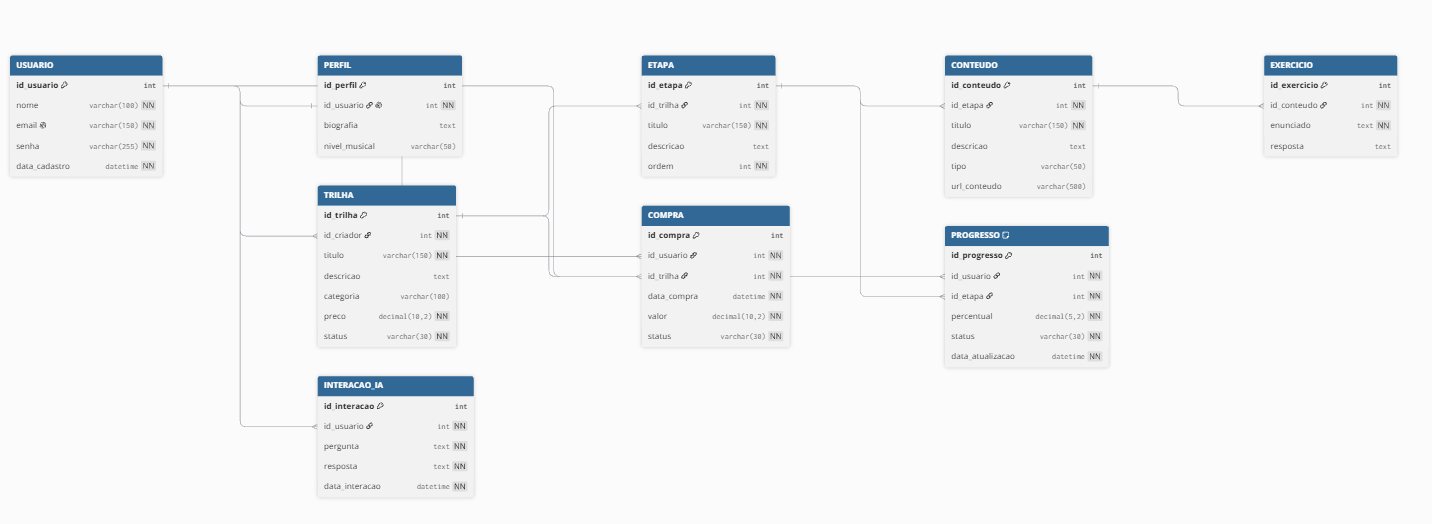 USUARIO
id_usuario int
nome varchar(100) NN
email varchar(150) NN
senha varchar(255) NN
data_cadastro datetime NN
PERFIL
id_perfil int
id_usuario int NN
biografia text
nivel_musical varchar(50)
TRILHA
id_trilha int
id_criador int NN
titulo varchar(150) NN
descricao text
categoria varchar(100)
preco decimal(10,2) NN
status varchar(30) NN
INTERACAO_IA
id_interacao int
id_usuario int NN
pergunta text NN
resposta text NN
data_interacao datetime NN
ETAPA
id_etapa int
id_trilha int NN
titulo varchar(150) NN
descricao text
ordem int NN
COMPRA
id_compra int
id_usuario int NN
id_trilha int NN
data_compra datetime NN
valor decimal(10,2) NN
status varchar(30) NN
CONTEUDO
id_conteudo int
id_etapa int NN
titulo varchar(150) NN
descricao text
tipo varchar(50)
url_conteudo varchar(500)
PROGRESSO
id_progresso int
id_usuario int NN
id_etapa int NN
percentual decimal(5,2) NN
status varchar(30) NN
data_atualizacao datetime NN
EXERCICIO
id_exercicio int
id_conteudo int NN
enunciado text NN
resposta text